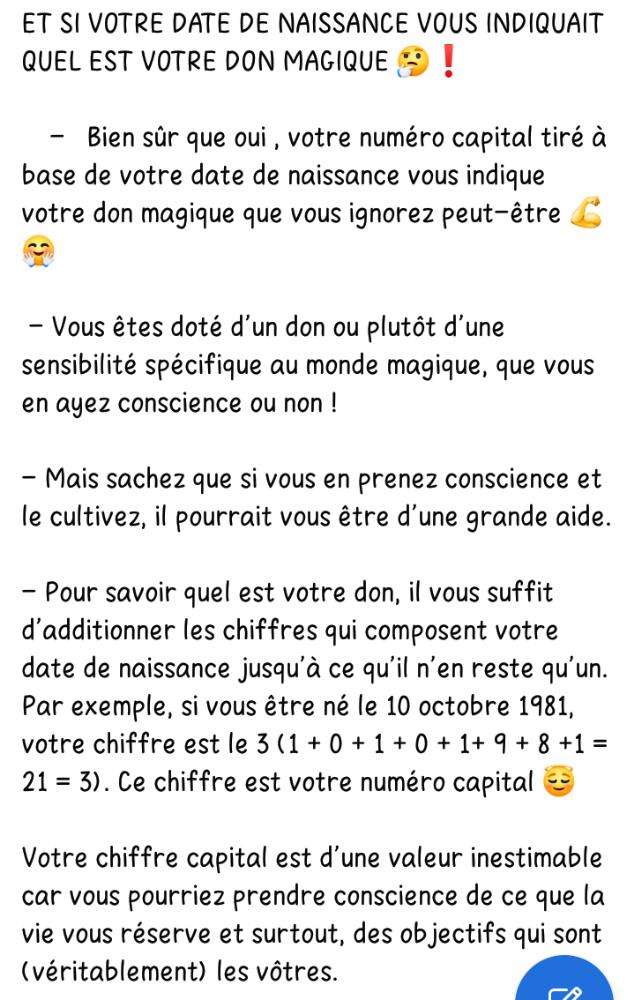 ET SI VOTRE DATE DE NAISSANCE VOUS INDIQUAIT
QUEL EST VOTRE DON MAGIQUE 🤔❗
– Bien sûr que oui , votre numéro capital tiré à
base de votre date de naissance vous indique
votre don magique que vous ignorez peut-être 💪
🤗
– Vous êtes doté d'un don ou plutôt d'une
sensibilité spécifique au monde magique, que vous
en ayez conscience ou non !
– Mais sachez que si vous en prenez conscience et
le cultivez, il pourrait vous être d'une grande aide.
– Pour savoir quel est votre don, il vous suffit
d'additionner les chiffres qui composent votre
date de naissance jusqu'à ce qu'il n'en reste qu'un.
Par exemple, si vous être né le 10 octobre 1981,
votre chiffre est le 3 (1 + 0 + 1 + 0 + 1+ 9 + 8 +1 =
21 = 3). Ce chiffre est votre numéro capital 😇
Votre chiffre capital est d'une valeur inestimable
car vous pourriez prendre conscience de ce que la
vie vous réserve et surtout, des objectifs qui sont
(véritablement) les vôtres.